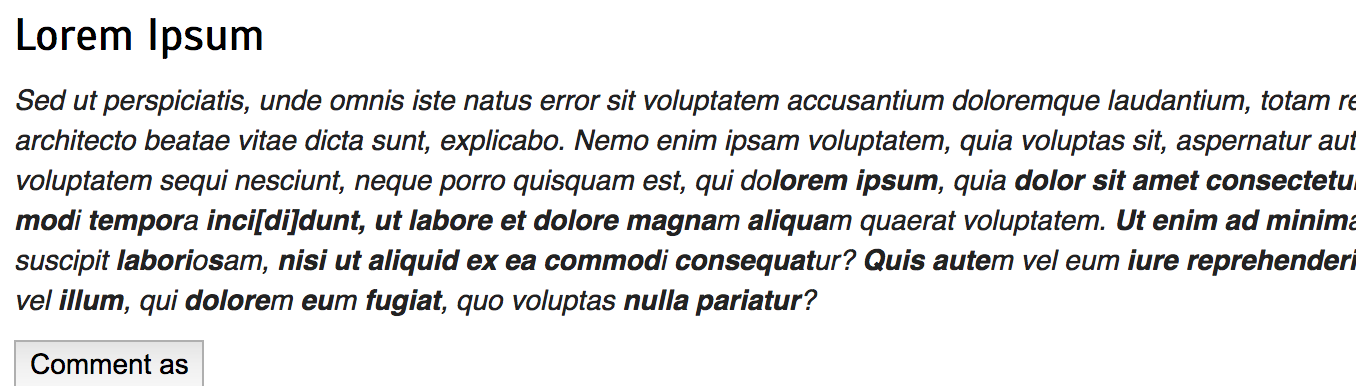 Lorem Ipsum
Sed ut perspiciatis, unde omnis iste natus error sit voluptatem accusantium doloremque laudantium, totam re
architecto beatae vitae dicta sunt, explicabo. Nemo enim ipsam voluptatem, quia voluptas sit, aspernatur aut
voluptatem sequi nesciunt, neque porro quisquam est, qui dolorem ipsum, quia dolor sit amet consectetur
modi tempora inci[di]dunt, ut labore et dolore magnam aliquam quaerat voluptatem. Ut enim ad minima
suscipit laboriosam, nisi ut aliquid ex ea commodi consequatur? Quis autem vel eum iure reprehenderi
vel illum, qui dolorem eum fugiat, quo voluptas nulla pariatur?
Comment as